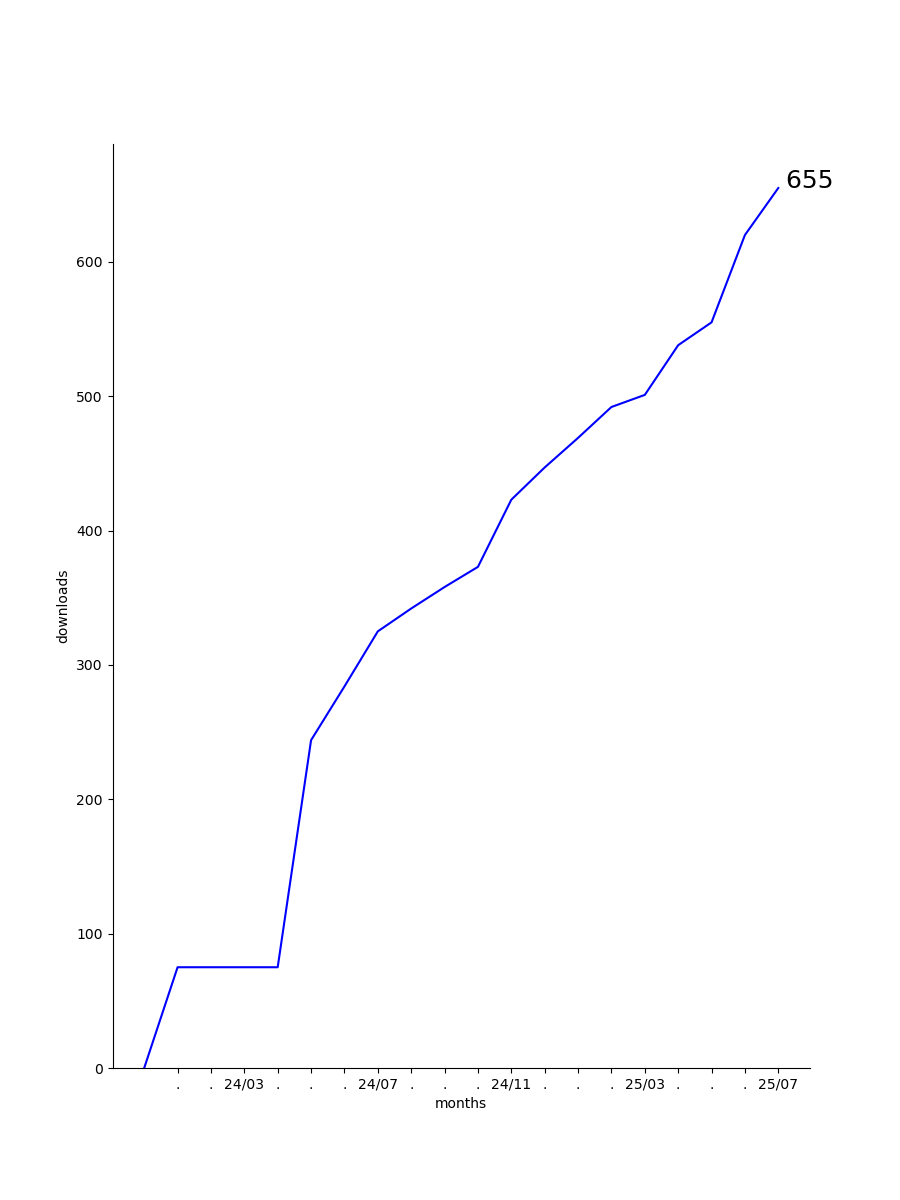 655
600
500
400
downloads
300
200
100
0
. . 24/03 . . . 24/07 . . . 24/11 . . . 25/03 . . . 25/07
months